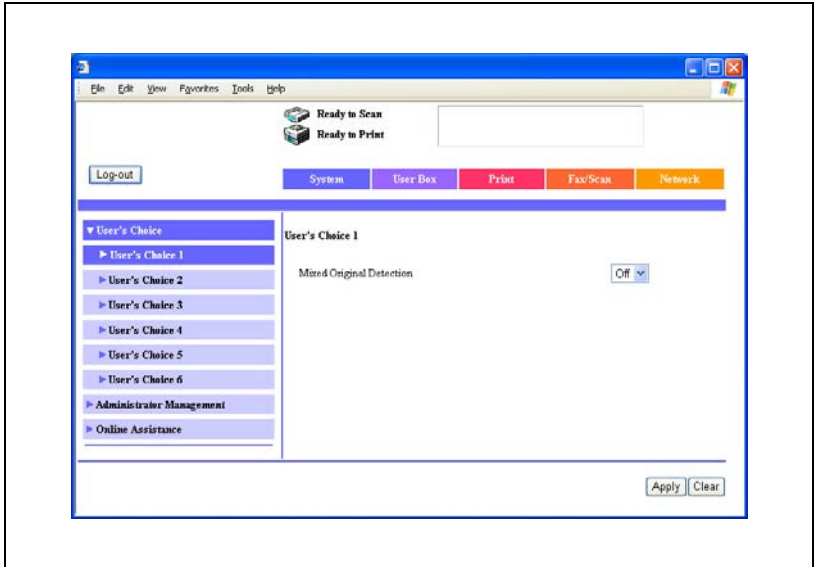 File Edit View Favorites Tools Help
Ready to Scan
Ready to Print
Log-out
System User Box Print Fax/Scan Network
▼ User's Choice
▶ User's Choice 1
▶ User's Choice 2
▶ User's Choice 3
▶ User's Choice 4
▶ User's Choice 5
▶ User's Choice 6
▶ Administrator Management
▶ Online Assistance
User's Choice 1
Mixed Original Detection Off
Apply Clear